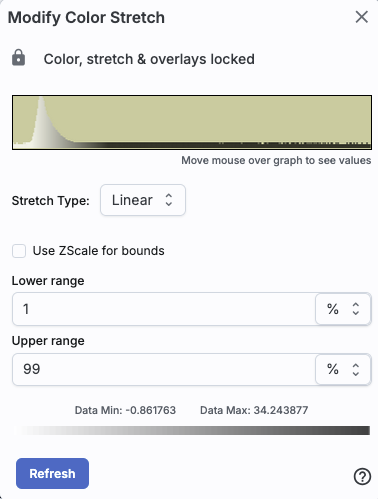 Modify Color Stretch
Color, stretch & overlays locked
Move mouse over graph to see values
Stretch Type: Linear
Use ZScale for bounds
Lower range
1 %
Upper range
99 %
Data Min: -0.861763 Data Max: 34.243877
Refresh